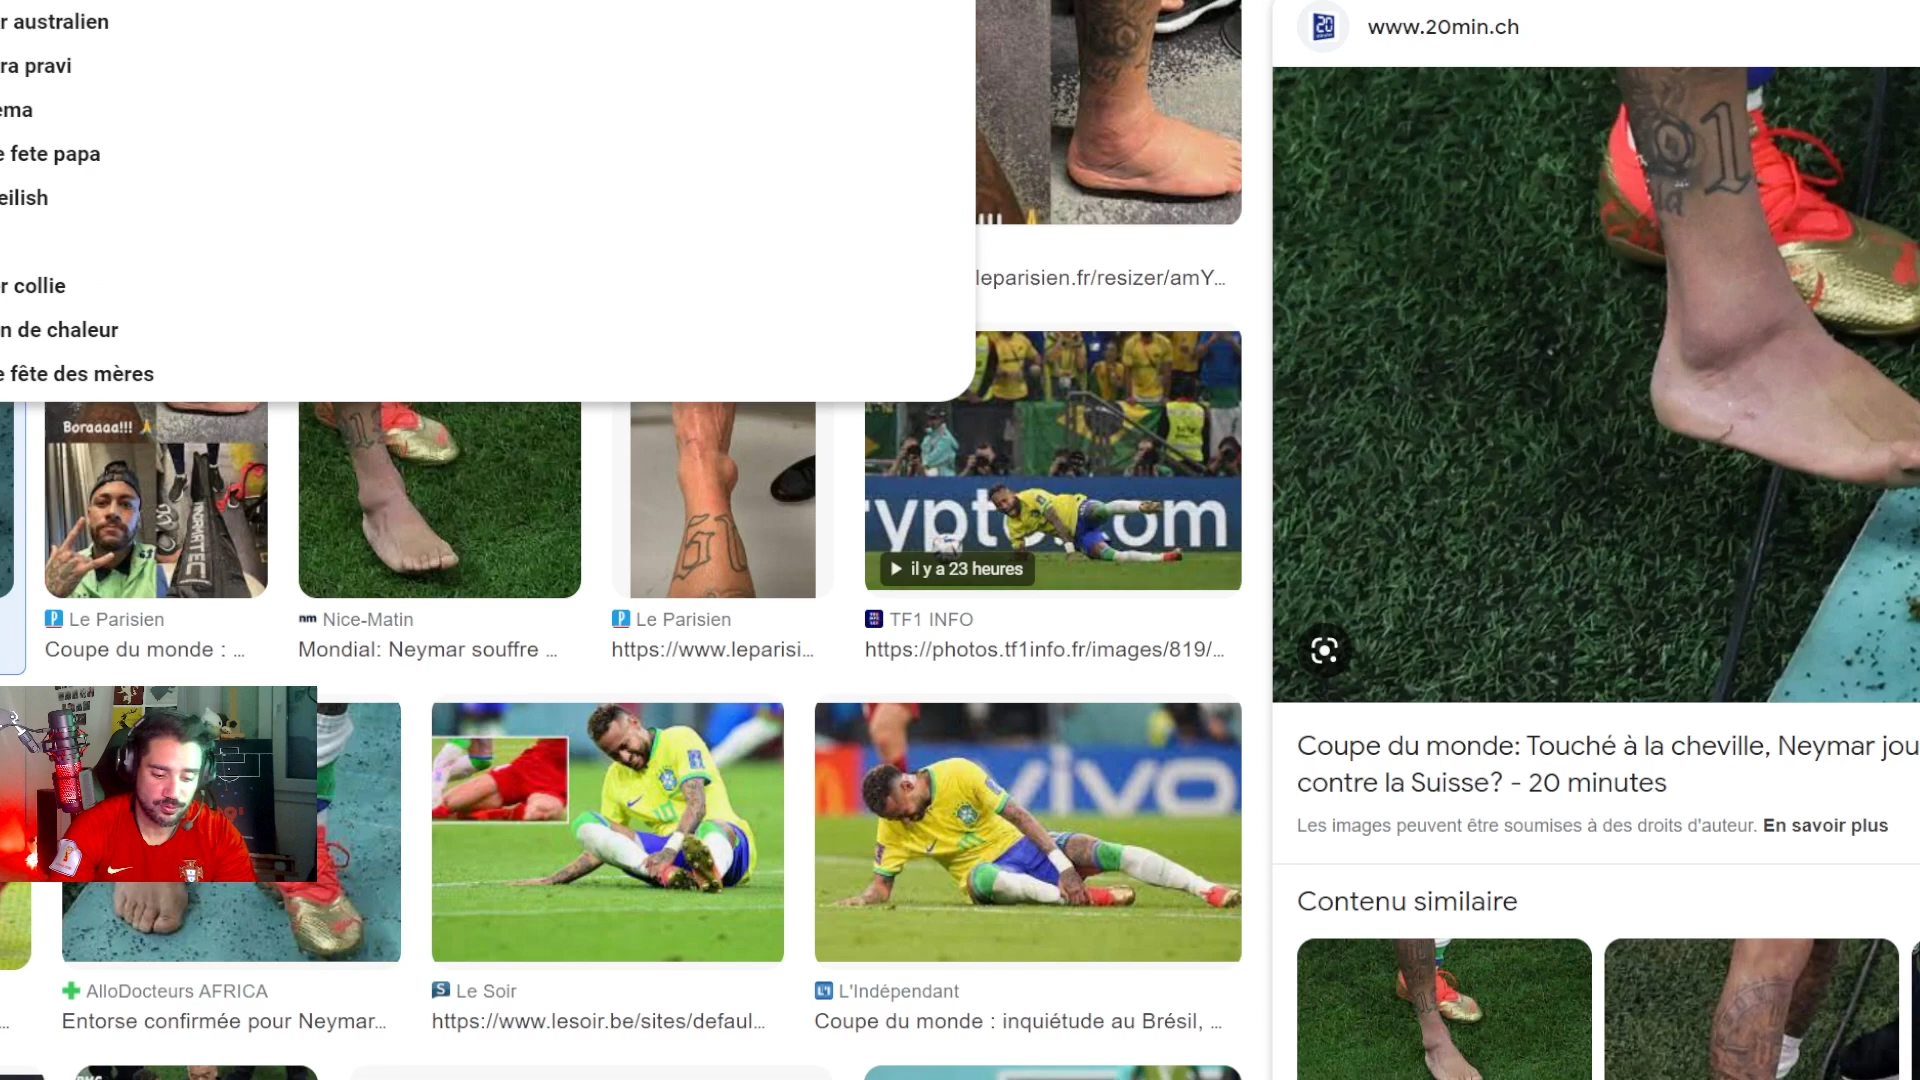 r australien
ra pravi
ema
e fete papa
eilish
r collie
n de chaleur
e fête des mères
leparisien.fr/resizer/amY...
www.20min.ch
Boraaaa!!!
ypto.com
il y a 23 heures
Le Parisien
Coupe du monde : ...
nm Nice-Matin
Mondial: Neymar souffre ...
Le Parisien
https://www.leparisi...
TF1 INFO
https://photos.tf1info.fr/images/819/...
vivo
AlloDocteurs AFRICA
Entorse confirmée pour Neymar...
S Le Soir
https://www.lesoir.be/sites/defaul...
L'Indépendant
Coupe du monde : inquiétude au Brésil, ...
Coupe du monde: Touché à la cheville, Neymar jou
contre la Suisse? - 20 minutes
Les images peuvent être soumises à des droits d'auteur. En savoir plus
Contenu similaire